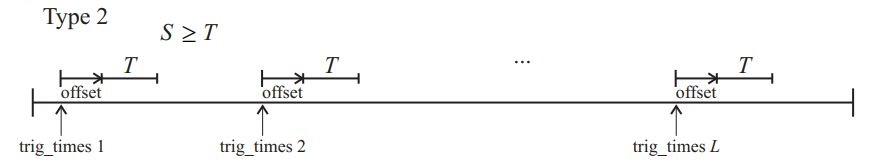 Type 2
S ≥ T
...
T T T
offset offset offset
trig_times 1 trig_times 2 trig_times L